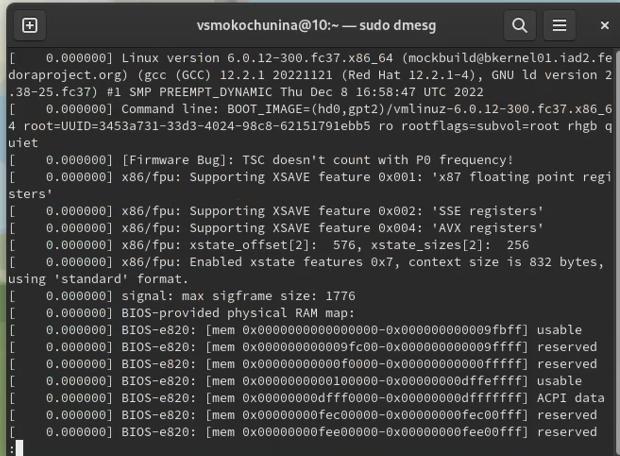 vsmokochunina@10:~ — sudo dmesg
[    0.000000] Linux version 6.0.12-300.fc37.x86_64 (mockbuild@bkernel01.iad2.fe
doraproject.org) (gcc (GCC) 12.2.1 20221121 (Red Hat 12.2.1-4), GNU ld version 2
.38-25.fc37) #1 SMP PREEMPT_DYNAMIC Thu Dec 8 16:58:47 UTC 2022
[    0.000000] Command line: BOOT_IMAGE=(hd0,gpt2)/vmlinuz-6.0.12-300.fc37.x86_6
4 root=UUID=3453a731-33d3-4024-98c8-62151791ebb5 ro rootflags=subvol=root rhgb q
uiet
[    0.000000] [Firmware Bug]: TSC doesn't count with P0 frequency!
[    0.000000] x86/fpu: Supporting XSAVE feature 0x001: 'x87 floating point regi
sters'
[    0.000000] x86/fpu: Supporting XSAVE feature 0x002: 'SSE registers'
[    0.000000] x86/fpu: Supporting XSAVE feature 0x004: 'AVX registers'
[    0.000000] x86/fpu: xstate_offset[2]:  576, xstate_sizes[2]:  256
[    0.000000] x86/fpu: Enabled xstate features 0x7, context size is 832 bytes,
using 'standard' format.
[    0.000000] signal: max sigframe size: 1776
[    0.000000] BIOS-provided physical RAM map:
[    0.000000] BIOS-e820: [mem 0x0000000000000000-0x000000000009fbff] usable
[    0.000000] BIOS-e820: [mem 0x000000000009fc00-0x000000000009ffff] reserved
[    0.000000] BIOS-e820: [mem 0x00000000000f0000-0x00000000000fffff] reserved
[    0.000000] BIOS-e820: [mem 0x0000000000100000-0x00000000dffeffff] usable
[    0.000000] BIOS-e820: [mem 0x00000000dfff0000-0x00000000dfffffff] ACPI data
[    0.000000] BIOS-e820: [mem 0x00000000fec00000-0x00000000fec00fff] reserved
[    0.000000] BIOS-e820: [mem 0x00000000fee00000-0x00000000fee00fff] reserved
: